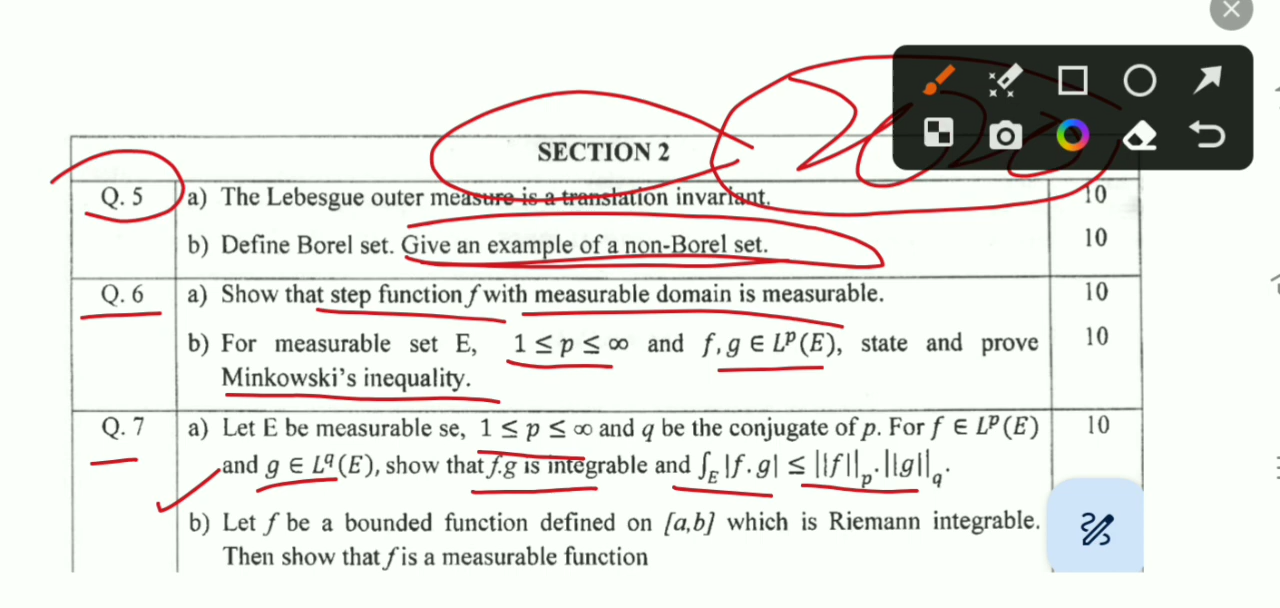 SECTION 2
Q. 5 a) The Lebesgue outer measure is a translation invariant. 10
b) Define Borel set. Give an example of a non-Borel set. 10
Q. 6 a) Show that step function f with measurable domain is measurable. 10
b) For measurable set E, 1 ≤ p ≤ ∞ and f, g ∈ Lᵖ(E), state and prove 10
Minkowski's inequality.
Q. 7 a) Let E be measurable se, 1 ≤ p ≤ ∞ and q be the conjugate of p. For f ∈ Lᵖ(E) 10
and g ∈ L^q(E), show that f.g is integrable and ∫_E |f.g| ≤ ||f||_p.||g||_q.
b) Let f be a bounded function defined on [a,b] which is Riemann integrable.
Then show that f is a measurable function